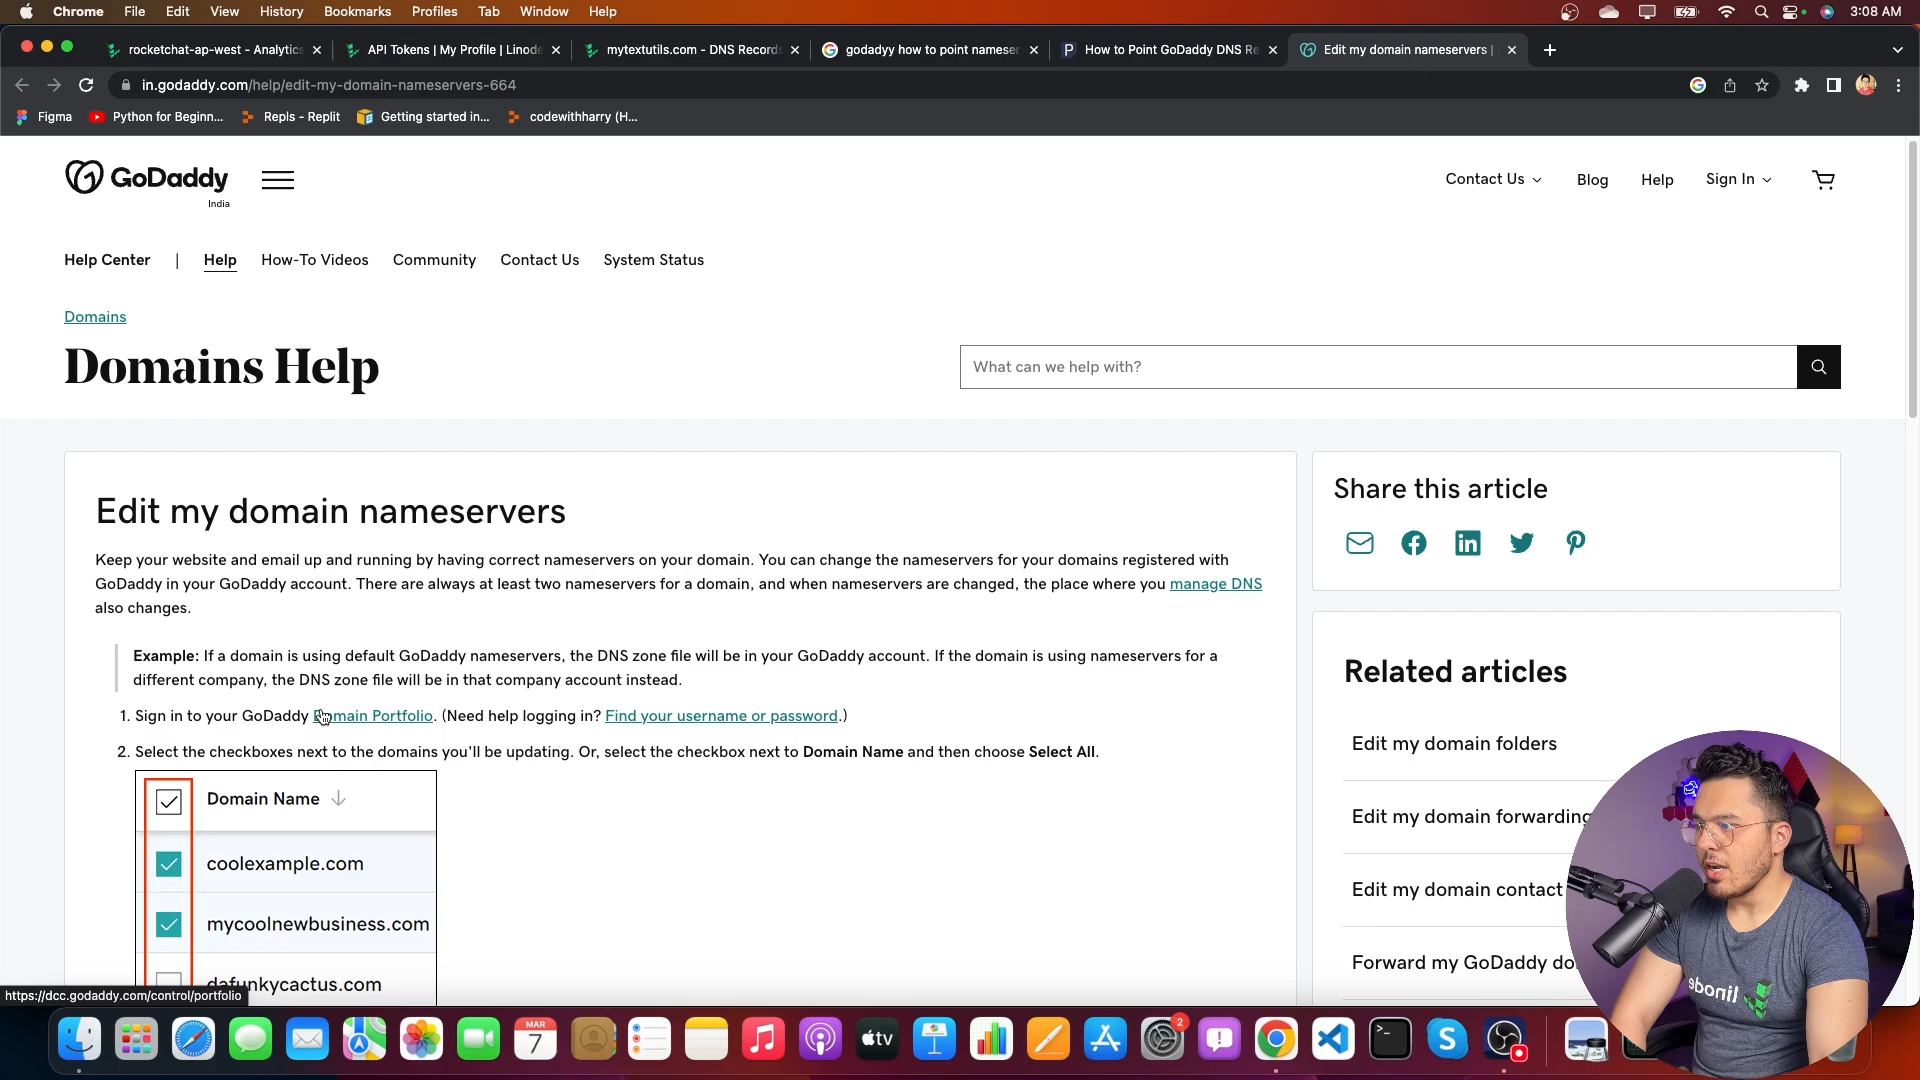 Chrome File Edit View History Bookmarks Profiles Tab Window Help 3:08 AM
rocketchat-ap-west - Analytics API Tokens | My Profile | Linode mytextutils.com - DNS Records godadyy how to point nameser How to Point GoDaddy DNS Re Edit my domain nameservers |
in.godaddy.com/help/edit-my-domain-nameservers-664
Figma Python for Beginn... Repls - Replit Getting started in... codewithharry (H...
GoDaddy
India
Contact Us Blog Help Sign In
Help Center | Help How-To Videos Community Contact Us System Status
Domains
Domains Help
What can we help with?
Edit my domain nameservers
Keep your website and email up and running by having correct nameservers on your domain. You can change the nameservers for your domains registered with
GoDaddy in your GoDaddy account. There are always at least two nameservers for a domain, and when nameservers are changed, the place where you manage DNS
also changes.
Example: If a domain is using default GoDaddy nameservers, the DNS zone file will be in your GoDaddy account. If the domain is using nameservers for a
different company, the DNS zone file will be in that company account instead.
1. Sign in to your GoDaddy Domain Portfolio. (Need help logging in? Find your username or password.)
2. Select the checkboxes next to the domains you'll be updating. Or, select the checkbox next to Domain Name and then choose Select All.
Domain Name
coolexample.com
mycoolnewbusiness.com
dafunkycactus.com
Share this article
Related articles
Edit my domain folders
Edit my domain forwarding
Edit my domain contact
Forward my GoDaddy do
https://dcc.godaddy.com/control/portfolio
MAR
7
tv
2
linode